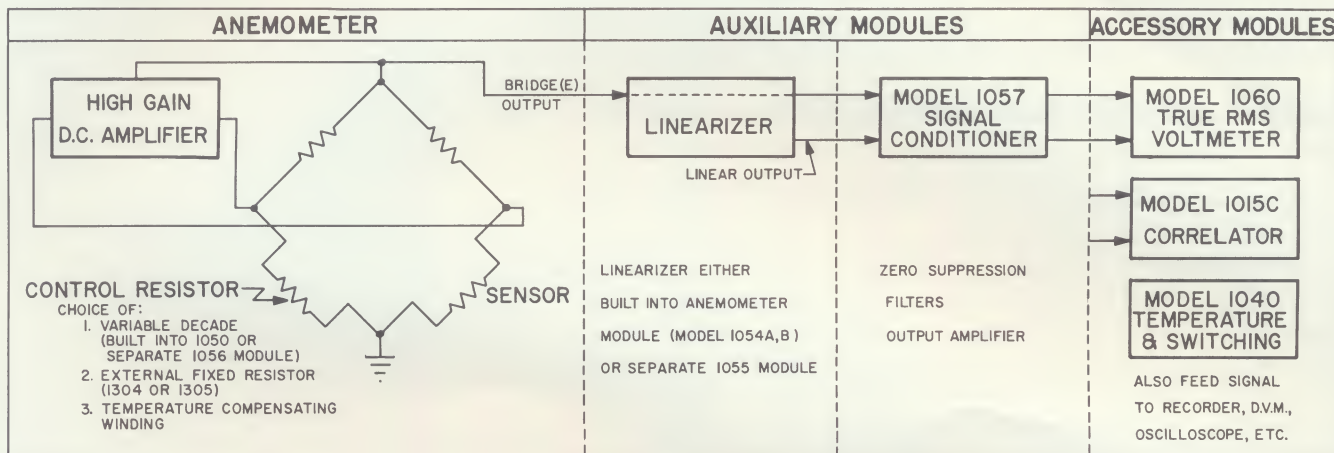 ANEMOMETER
AUXILIARY MODULES
ACCESSORY MODULES
HIGH GAIN
D.C. AMPLIFIER
BRIDGE(E)
OUTPUT
CONTROL RESISTOR
CHOICE OF:
1. VARIABLE DECADE
(BUILT INTO 1050 OR
SEPARATE 1056 MODULE)
2. EXTERNAL FIXED RESISTOR
(1304 OR 1305)
3. TEMPERATURE COMPENSATING
WINDING
SENSOR
LINEARIZER
LINEAR OUTPUT
LINEARIZER EITHER
BUILT INTO ANEMOMETER
MODULE (MODEL 1054A,B)
OR SEPARATE 1055 MODULE
MODEL 1057
SIGNAL
CONDITIONER
ZERO SUPPRESSION
FILTERS
OUTPUT AMPLIFIER
MODEL 1060
TRUE RMS
VOLTMETER
MODEL 1015C
CORRELATOR
MODEL 1040
TEMPERATURE
& SWITCHING
ALSO FEED SIGNAL
TO RECORDER, D.V.M.,
OSCILLOSCOPE, ETC.